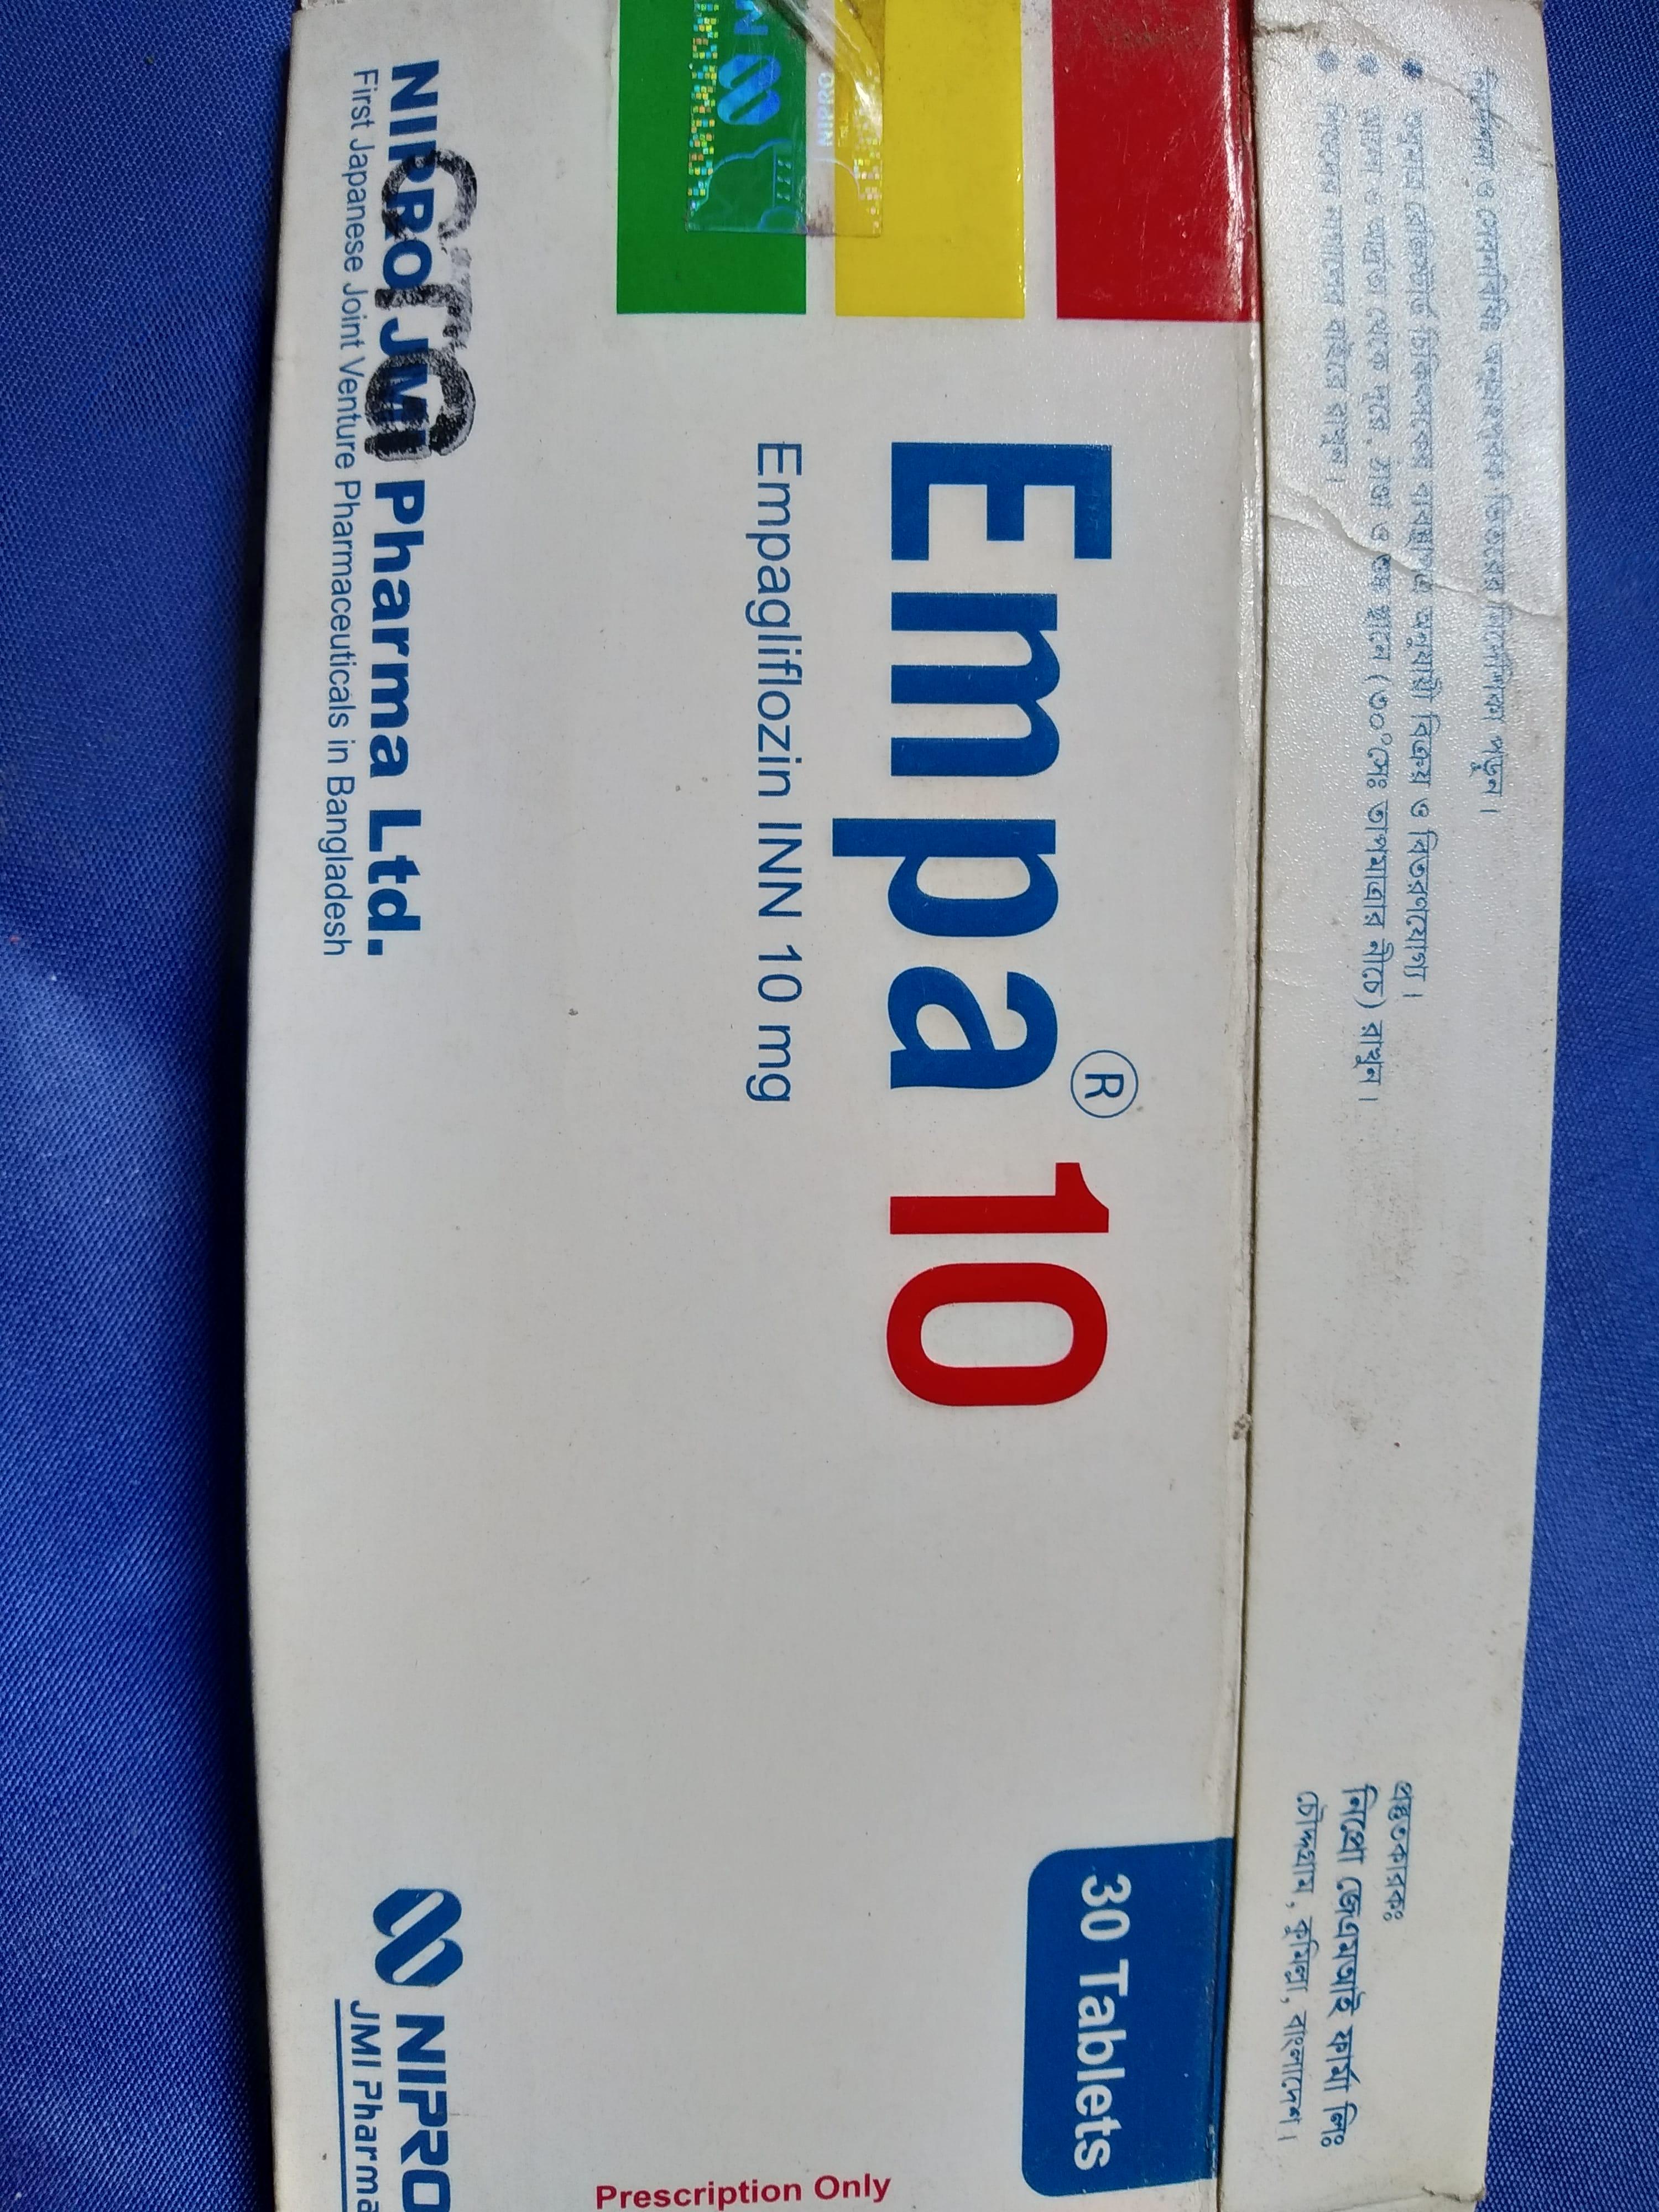 নির্দেশনা ও সেবনবিধিঃ অনুগ্রহপূর্বক ভিতরের নির্দেশিকা পড়ুন।
শুধুমাত্র রেজিস্টার্ড চিকিৎসকের ব্যবস্থাপত্র অনুযায়ী বিক্রয় ও বিতরণযোগ্য।
আলো ও আর্দ্রতা থেকে দূরে, ঠাণ্ডা ও শুষ্ক স্থানে (৩০°সেঃ তাপমাত্রার নীচে) রাখুন।
শিশুদের নাগালের বাইরে রাখুন।
প্রস্তুতকারকঃ
নিপ্রো জেএমআই ফার্মা লিঃ
চৌদ্দগ্রাম, কুমিল্লা, বাংলাদেশ।
30 Tablets
Empa® 10
Empagliflozin INN 10 mg
Prescription Only
NIPRO
CTG
NIPRO JMI Pharma Ltd.
First Japanese Joint Venture Pharmaceuticals in Bangladesh
NIPRO
JMI Pharma